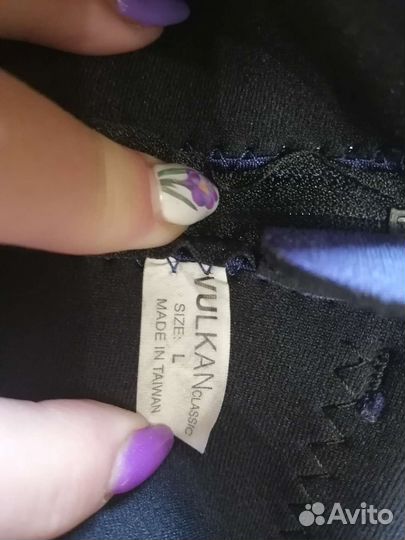 VULKAN CLASSIC
SIZE: L
MADE IN TAIWAN
Avito